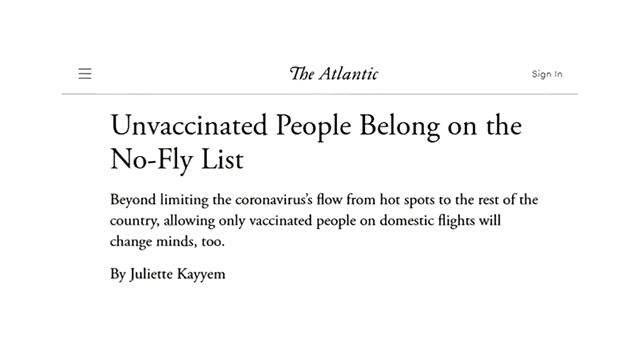 The Atlantic
Sign In
Unvaccinated People Belong on the
No-Fly List
Beyond limiting the coronavirus's flow from hot spots to the rest of the
country, allowing only vaccinated people on domestic flights will
change minds, too.
By Juliette Kayyem